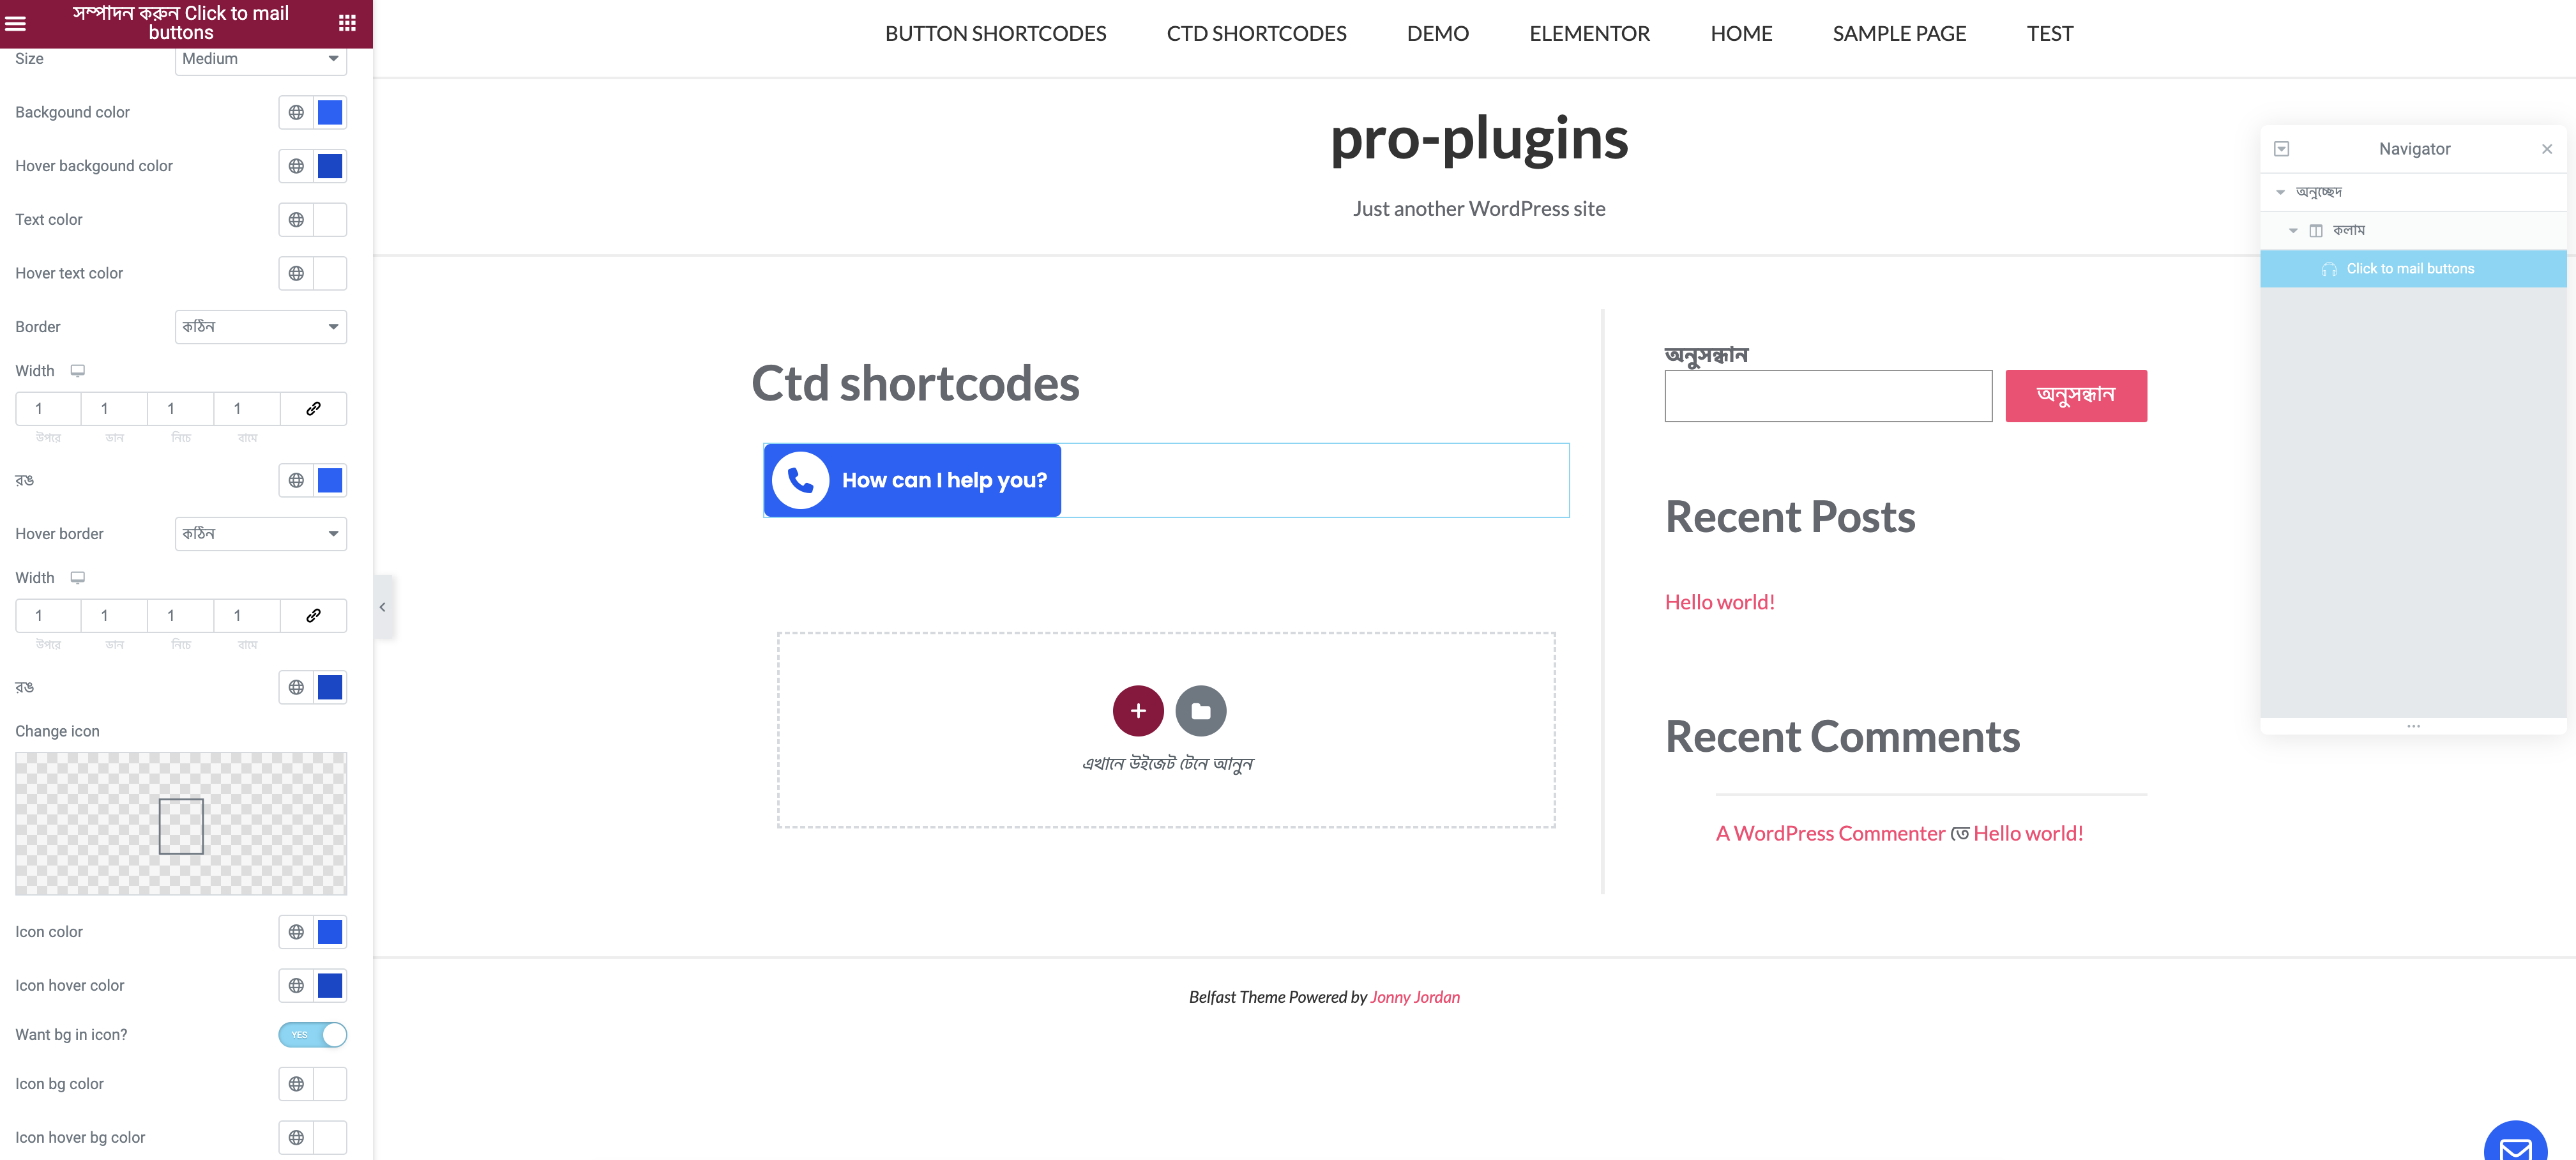 সম্পাদন করুন Click to mail
buttons
Size
Medium
Backgound color
Hover backgound color
Text color
Hover text color
Border
কঠিন
Width
1 1 1 1
উপরে ডান নিচে বামে
রঙ
Hover border
কঠিন
Width
1 1 1 1
উপরে ডান নিচে বামে
রঙ
Change icon
Icon color
Icon hover color
Want bg in icon?
YES
Icon bg color
Icon hover bg color
BUTTON SHORTCODES CTD SHORTCODES DEMO ELEMENTOR HOME SAMPLE PAGE TEST
pro-plugins
Just another WordPress site
Ctd shortcodes
How can I help you?
এখানে উইজেট টেনে আনুন
অনুসন্ধান
অনুসন্ধান
Recent Posts
Hello world!
Recent Comments
A WordPress Commenter তে Hello world!
Belfast Theme Powered by Jonny Jordan
Navigator
অনুচ্ছেদ
কলাম
Click to mail buttons